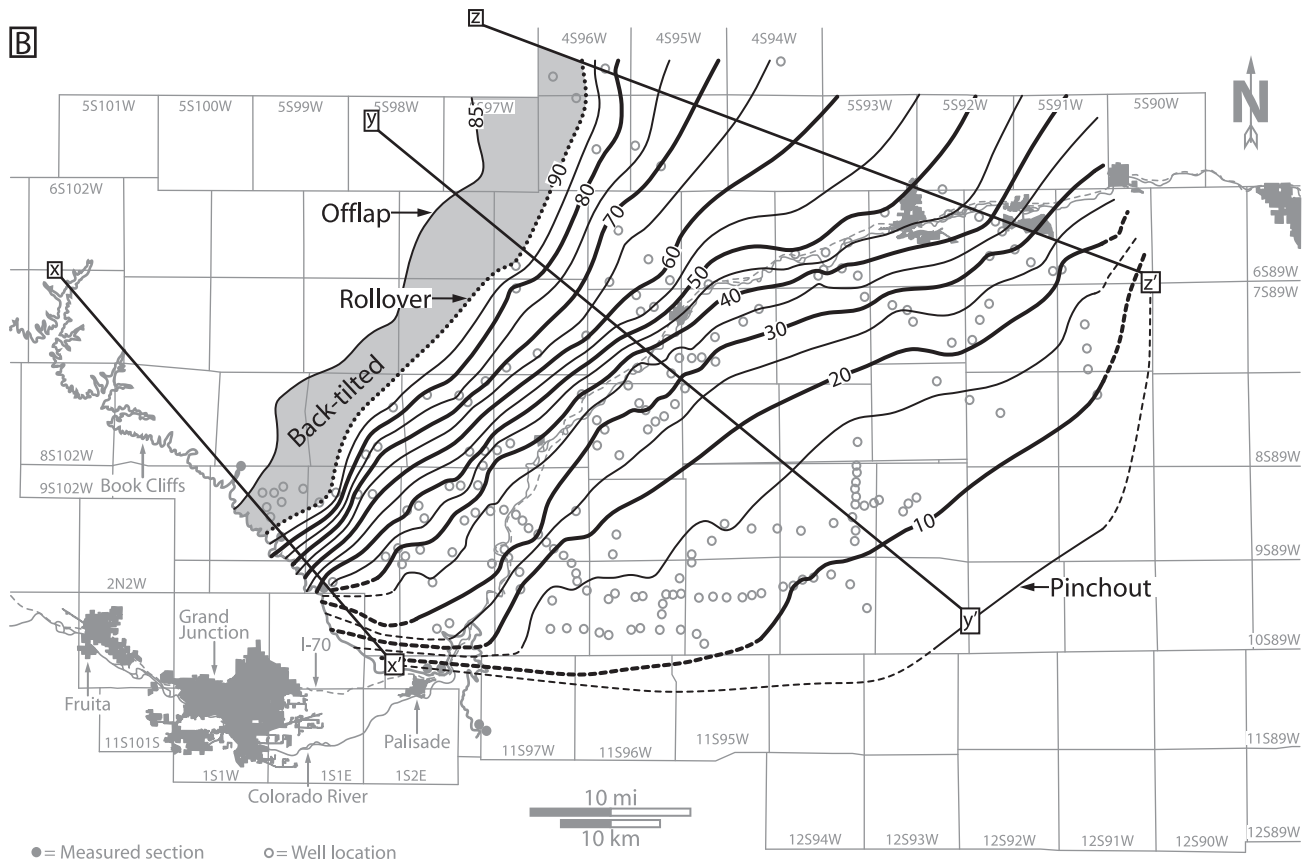 B
z
4S96W
4S95W
4S94W
N
5S101W
5S100W
5S99W
5S98W
S97W
85
5S93W
5S92W
5S91W
5S90W
y
6S102W
90
80
70
60
50
40
30
20
10
Offlap
Rollover
Back-tilted
x
6S89W
7S89W
z'
8S102W
9S102W
Book Cliffs
8S89W
9S89W
2N2W
Pinchout
Grand
Junction
I-70
y'
10S89W
x'
Fruita
Palisade
11S101S
1S1W
1S1E
1S2E
Colorado River
11S97W
11S96W
11S95W
11S89W
10 mi
10 km
12S94W
12S93W
12S92W
12S91W
12S90W
12S89W
= Measured section
= Well location